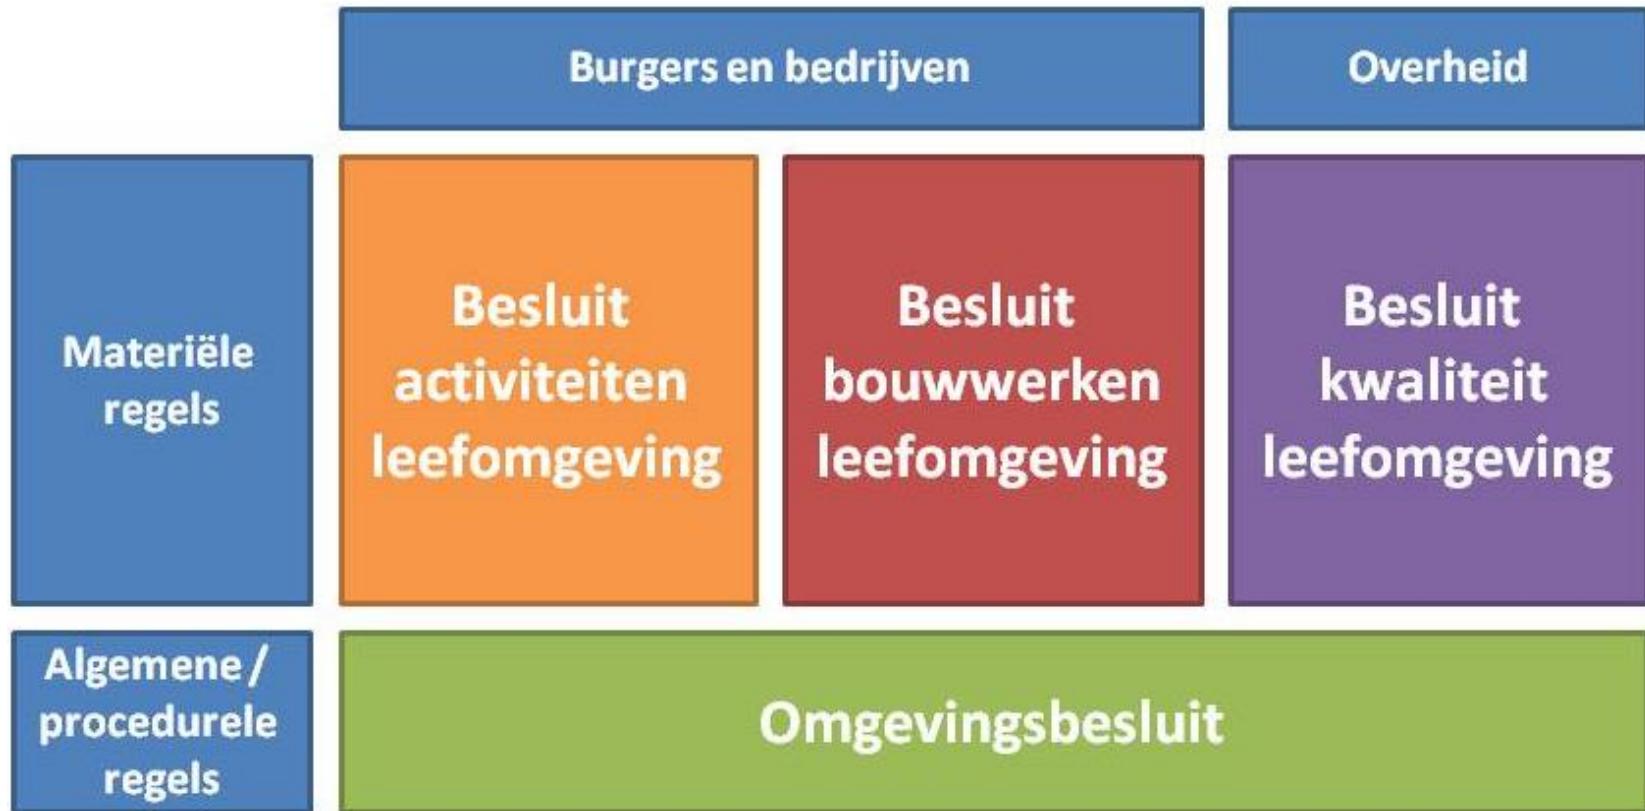 Burgers en bedrijven
Overheid
Materiële
regels
Besluit
activiteiten
leefomgeving
Besluit
bouwwerken
leefomgeving
Besluit
kwaliteit
leefomgeving
Algemene /
procedurele
regels
Omgevingsbesluit